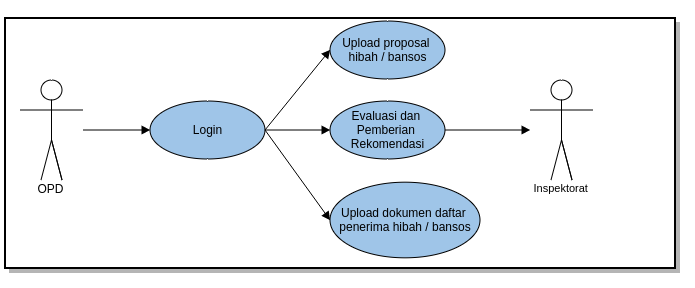 Upload proposal
hibah / bansos
Login
Evaluasi dan
Pemberian
Rekomendasi
OPD
Inspektorat
Upload dokumen daftar
penerima hibah / bansos